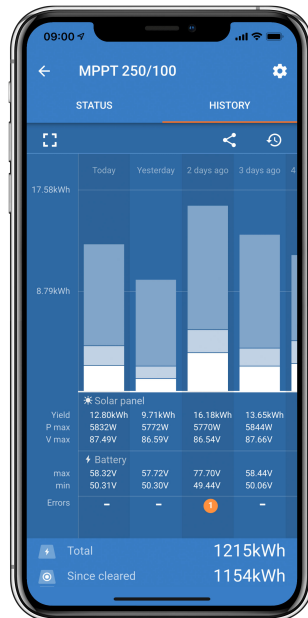 09:00
MPPT 250/100
STATUS HISTORY
Today Yesterday 2 days ago 3 days ago 4
17.58kWh
8.79kWh
Solar panel
Yield 12.80kWh 9.71kWh 16.18kWh 13.65kWh
P max 5832W 5772W 5770W 5844W
V max 87.49V 86.59V 86.54V 87.66V
Battery
max 58.32V 57.72V 77.70V 58.44V
min 50.31V 50.30V 49.44V 50.06V
Errors - - 1 -
Total 1215kWh
Since cleared 1154kWh